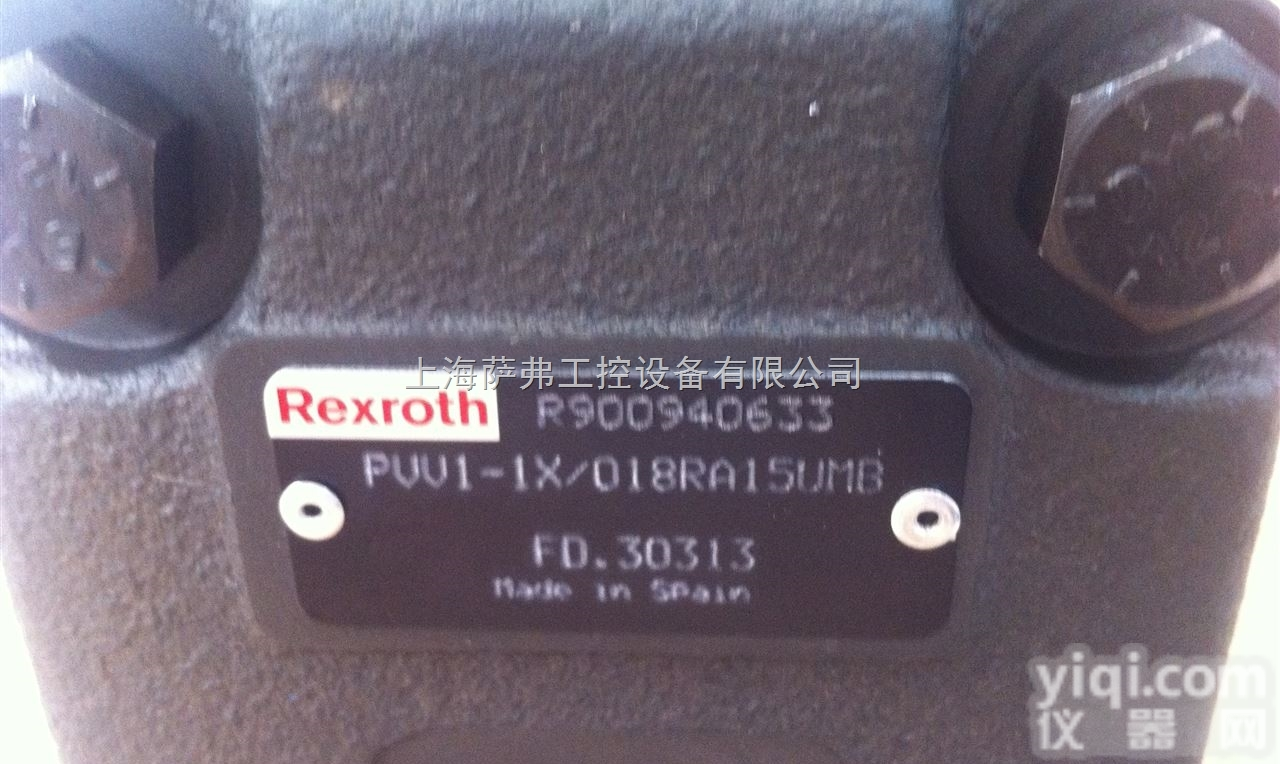 上海萨弗工控设备有限公司
Rexroth R900940633
PVV1-1X/018RA15UMB
FD.30313
Made in Spain
yiqi.com
仪器网